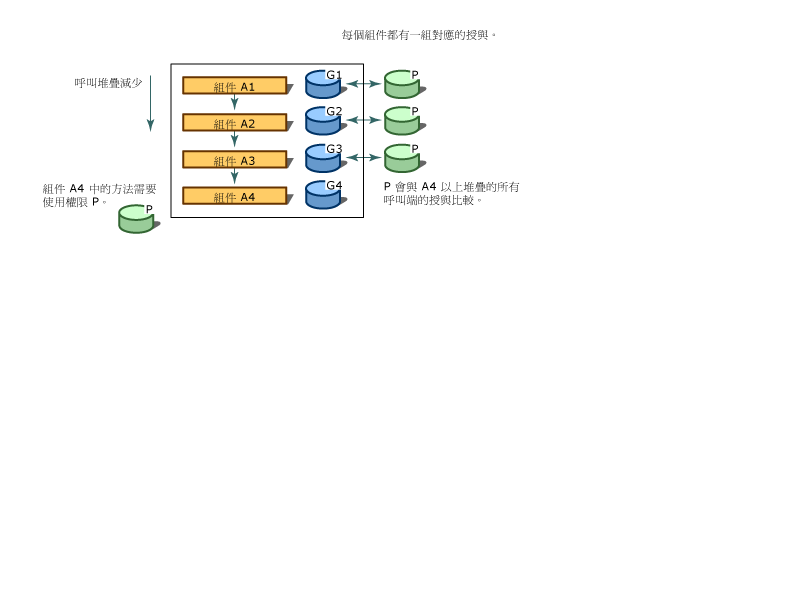 每個組件都有一組對應的授與。
呼叫堆疊減少
組件 A1
G1
P
組件 A2
G2
P
組件 A3
G3
P
組件 A4
G4
組件 A4 中的方法需要
使用權限 P。
P
P 會與 A4 以上堆疊的所有
呼叫端的授與比較。